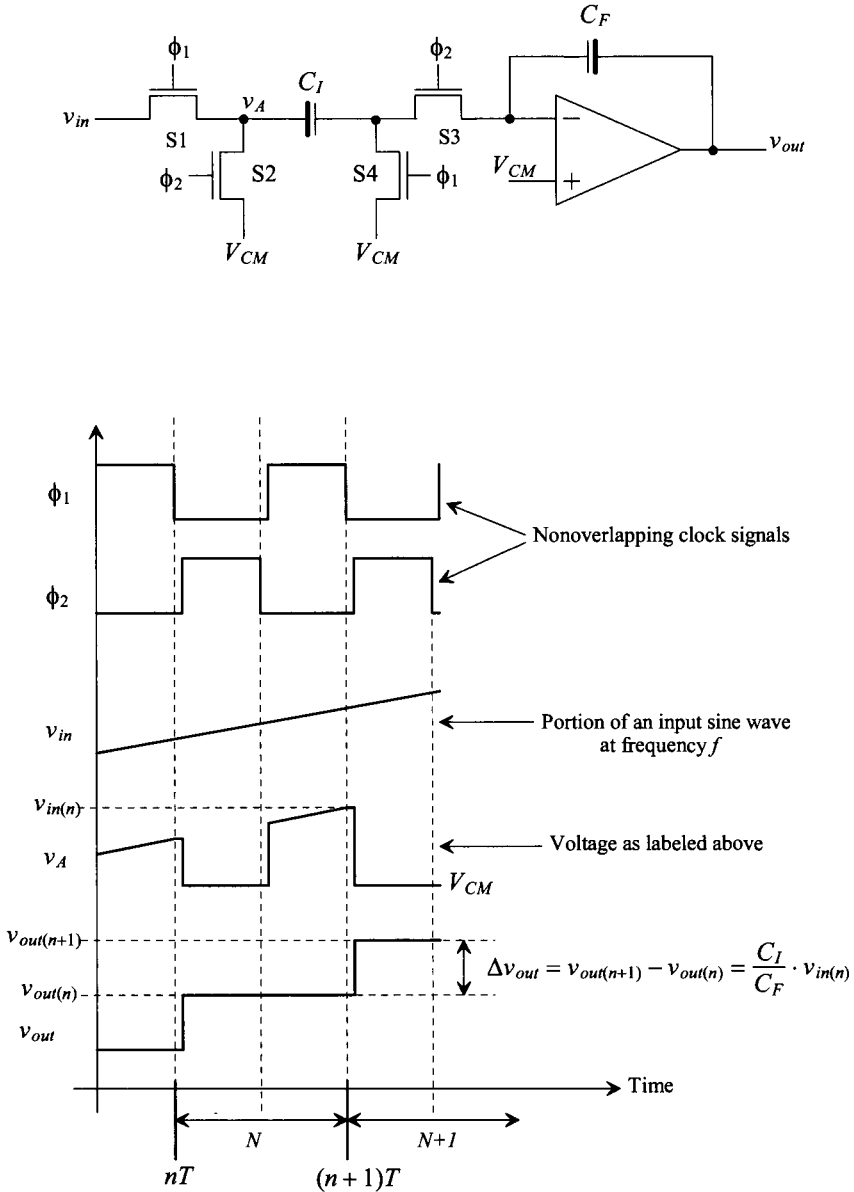 C_F
ϕ₁
ϕ₂
C_I
v_in
v_A
S1
S3
−
v_out
ϕ₂
S2
S4
ϕ₁
V_CM
+
V_CM
V_CM
ϕ₁
Nonoverlapping clock signals
ϕ₂
v_in
Portion of an input sine wave
at frequency f
v_in(n)
v_A
Voltage as labeled above
V_CM
v_out(n+1)
Δv_out = v_out(n+1) − v_out(n) = C_I/C_F · v_in(n)
v_out(n)
v_out
Time
N
N+1
nT
(n + 1)T